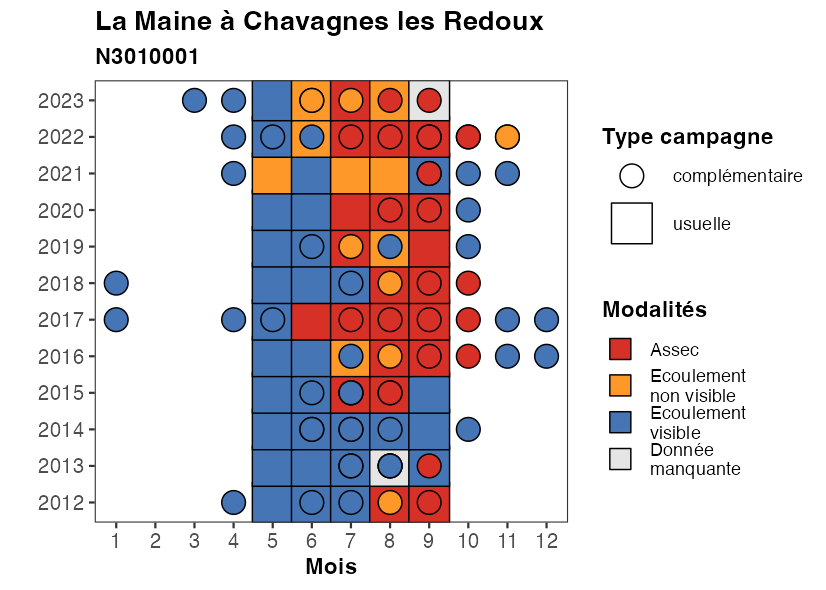 La Maine à Chavagnes les Redoux
N3010001
2023
2022
2021
2020
2019
2018
2017
2016
2015
2014
2013
2012
1 2 3 4 5 6 7 8 9 10 11 12
Mois
Type campagne
complémentaire
usuelle
Modalités
Assec
Ecoulement
non visible
Ecoulement
visible
Donnée
manquante